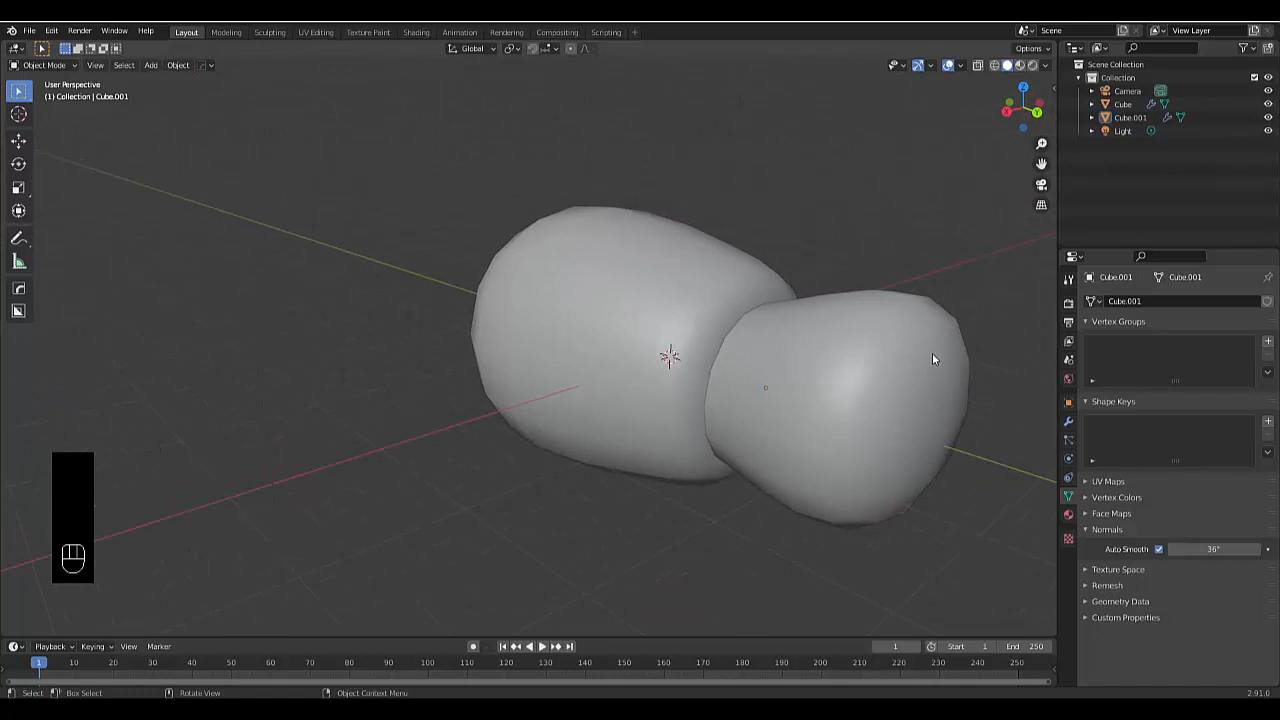 File Edit Render Window Help Layout Modeling Sculpting UV Editing Texture Paint Shading Animation Rendering Compositing Scripting + Scene View Layer
Global Options
Object Mode View Select Add Object
User Perspective
(1) Collection | Cube.001
X
Y
Z
Scene Collection
Collection
Camera
Cube
Cube.001
Light
Cube.001 Cube.001
Cube.001
Vertex Groups
Shape Keys
UV Maps
Vertex Colors
Face Maps
Normals
Auto Smooth 36°
Texture Space
Remesh
Geometry Data
Custom Properties
Playback Keying View Marker 1 Start 1 End 250
1 10 20 30 40 50 60 70 80 90 100 110 120 130 140 150 160 170 180 190 200 210 220 230 240 250
Select Box Select Rotate View Object Context Menu 2.91.0